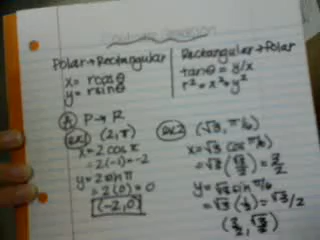 Coordinate Conversion
Polar → Rectangular
x = r cos θ
y = r sin θ
Rectangular → Polar
tan θ = y/x
r² = x² + y²
A P → R
ex1 (2, π)
x = 2 cos π
= 2(-1) = -2
y = 2 sin π
= 2(0) = 0
(-2, 0)
ex2 (√3, π/6)
x = √3 cos π/6
= √3 (√3/2) = 3/2
y = √3 sin π/6
= √3 (1/2) = √3/2
(3/2, √3/2)